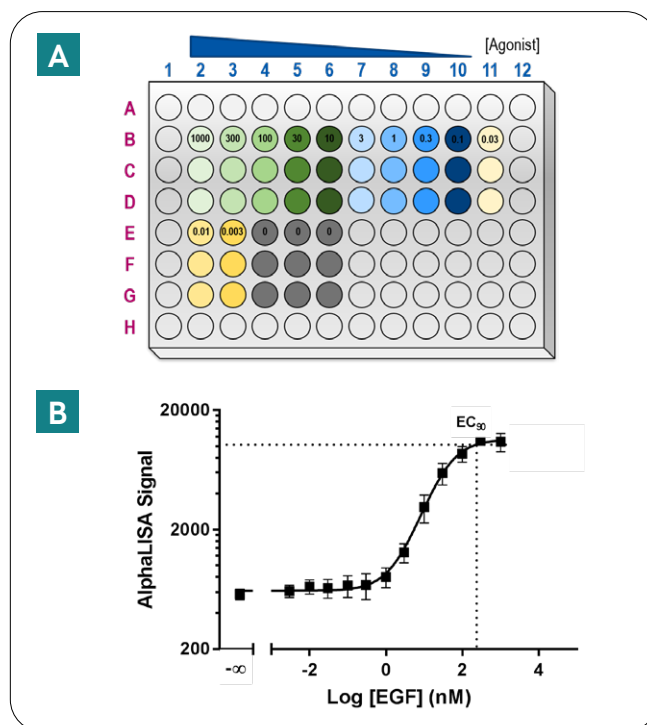 A
[Agonist]
1 2 3 4 5 6 7 8 9 10 11 12
A
B 1000 300 100 30 10 3 1 0.3 0.1 0.03
C
D
E 0.01 0.003 0 0 0
F
G
H
B
20000
EC90
2000
AlphaLISA Signal
200
-∞ -2 0 2 4
Log [EGF] (nM)